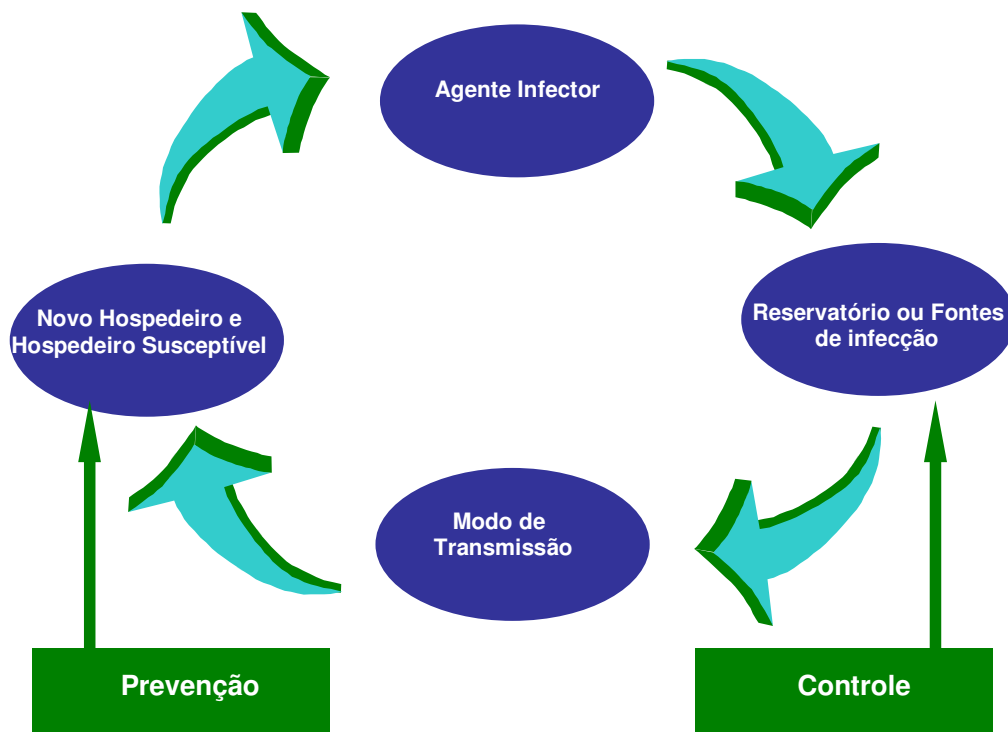 Agente Infector
Novo Hospedeiro e
Hospedeiro Susceptível
Reservatório ou Fontes
de infecção
Modo de
Transmissão
Prevenção
Controle